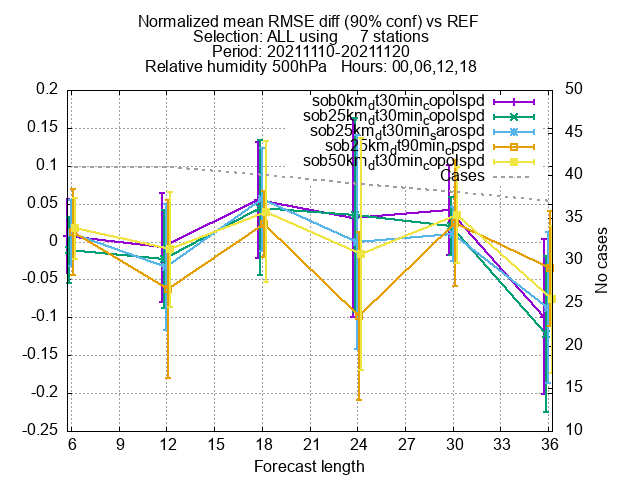 Normalized mean RMSE diff (90% conf) vs REF
Selection: ALL using 7 stations
Period: 20211110-20211120
Relative humidity 500hPa Hours: 00,06,12,18
sob0km_dt30min_copolspd
sob25km_dt30min_copolspd
sob25km_dt30min_sarospd
sob25km_dt90min_cpspd
sob50km_dt30min_copolspd
Cases
0.2
0.15
0.1
0.05
0
-0.05
-0.1
-0.15
-0.2
-0.25
50
45
40
35
30
25
20
15
10
No cases
6 9 12 15 18 21 24 27 30 33 36
Forecast length